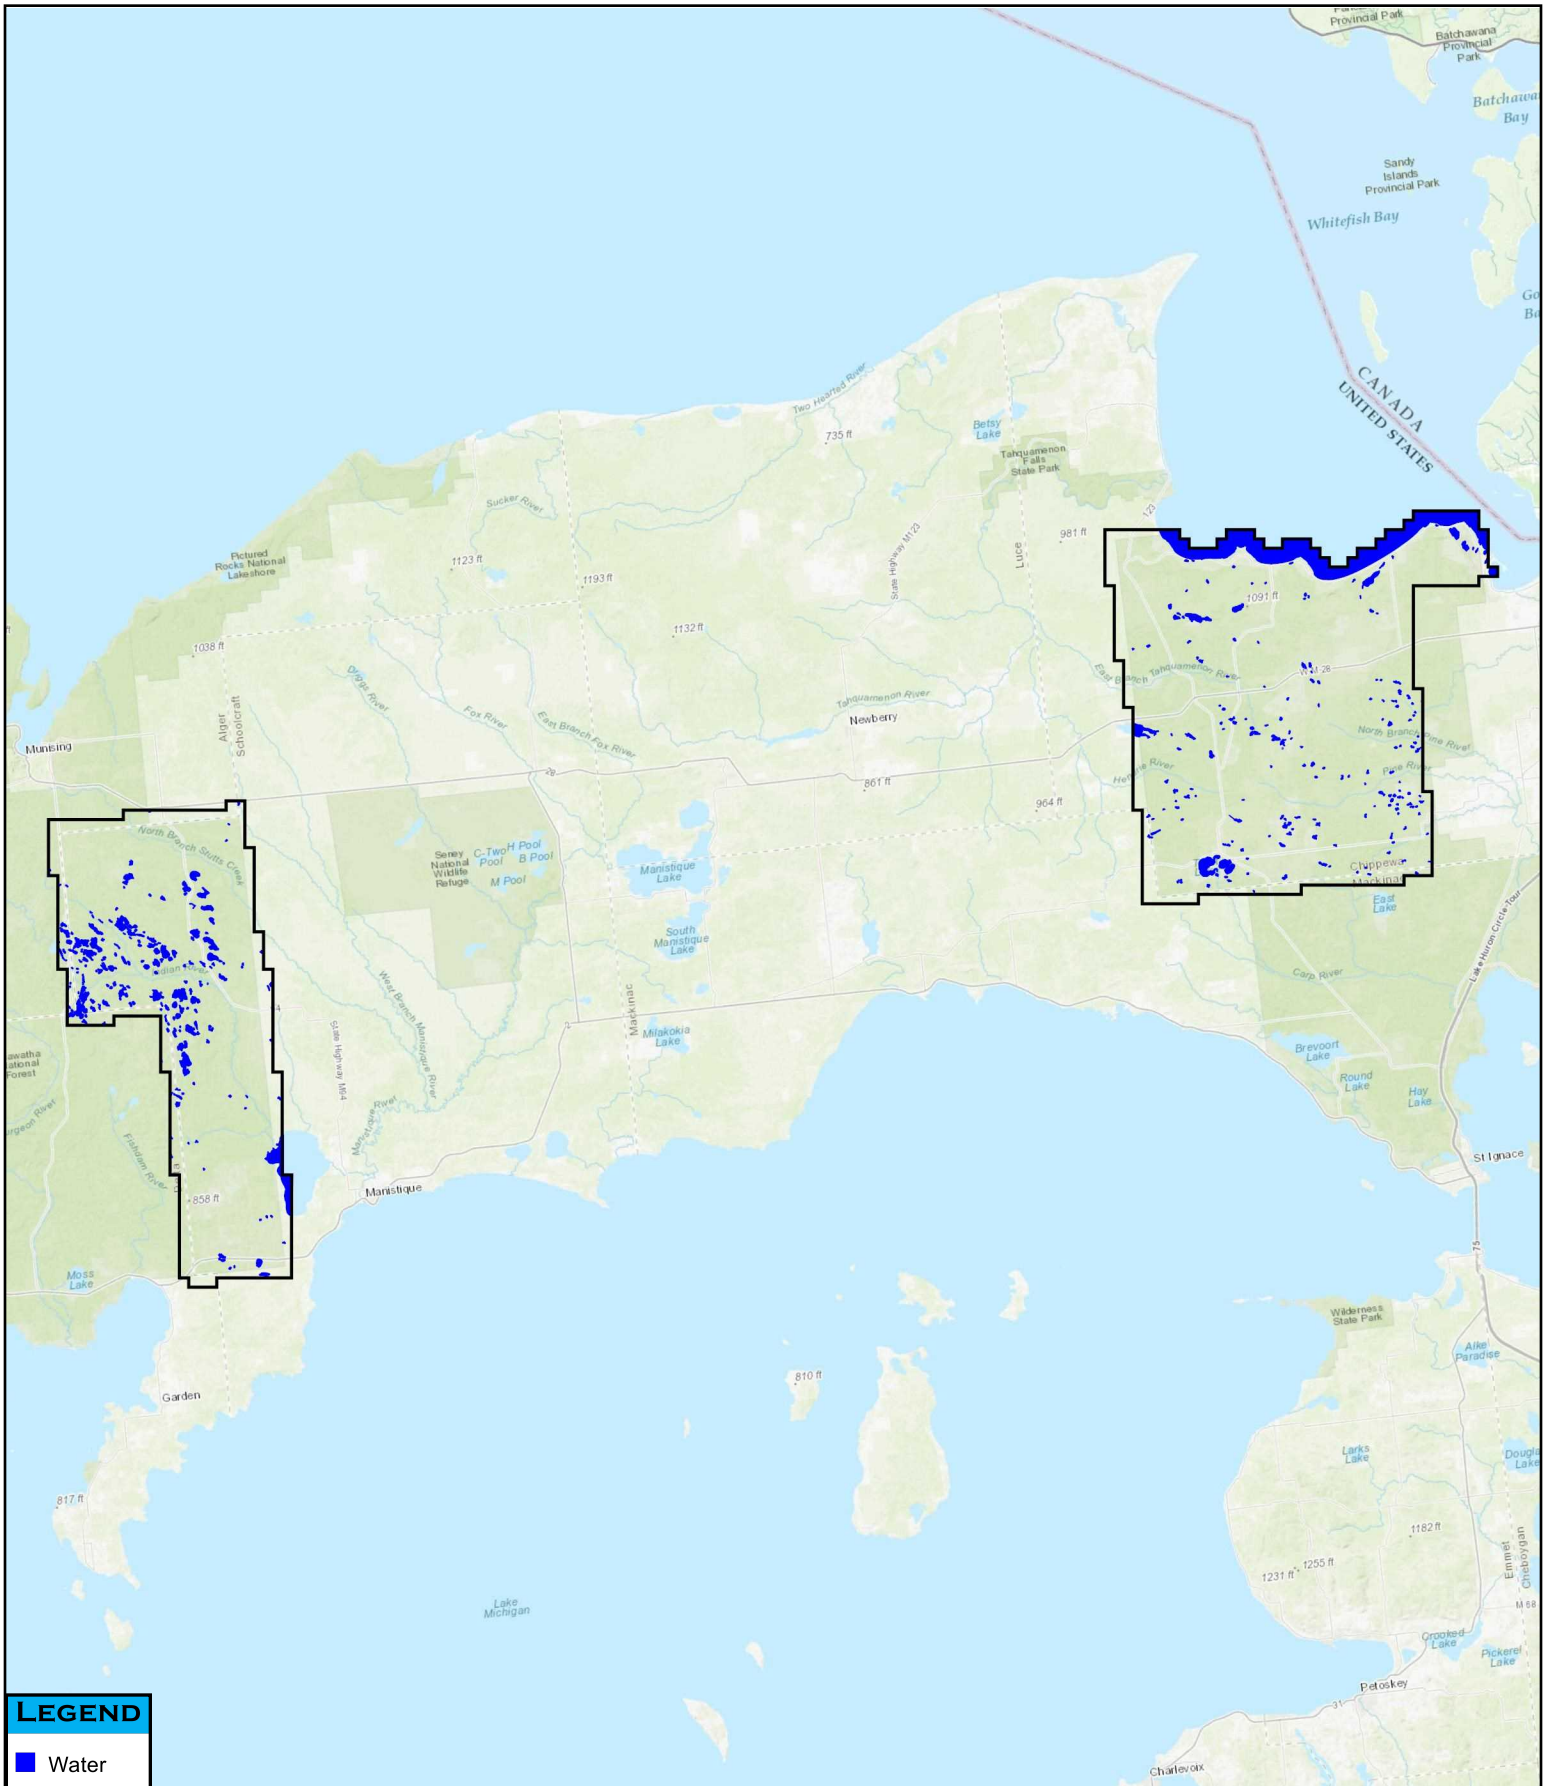 Provincial Park
Batchawana
Provincial
Park
Bay
Sandy
Islands
Provincial Park
Whitefish Bay
CANADA
UNITED STATES
Two Hearted River
735 ft
Betsy
Lake
Tahquamenon
Falls
State Park
123
981 ft
Luce
State Highway M123
Sucker River
Pictured
Rocks National
Lakeshore
1123 ft
1193 ft
1132 ft
1038 ft
1091 ft
Driggs River
Fox River
East Branch Fox River
Tahquamenon River
Newberry
East Branch Tahquamenon River
W M-28
North Branch Pine River
Pine River
Hendrie River
Alger
Schoolcraft
Munising
28
861 ft
964 ft
North Branch Stutts Creek
Seney
National
Wildlife
Refuge
C-Two
Pool
H Pool
B Pool
M Pool
Manistique
Lake
South
Manistique
Lake
Chippewa
Mackinac
East
Lake
Lake Huron-Circle-Tour
Carp River
Indian River
West Branch Manistique River
State Highway M94
Mackinac
2
Milakokia
Lake
Brevoort
Lake
Round
Lake
Hay
Lake
Manistique River
Fishdam River
St Ignace
Manistique
858 ft
75
Moss
Lake
Wilderness
State Park
Alke
Paradise
810 ft
Garden
Larks
Lake
Lake
817 ft
1182 ft
1231 ft
1255 ft
Emmet
Cheboygan
M 68
Lake
Michigan
Crooked
Lake
Pickerel
Lake
Petoskey
31
Charlevoix
LEGEND
Water